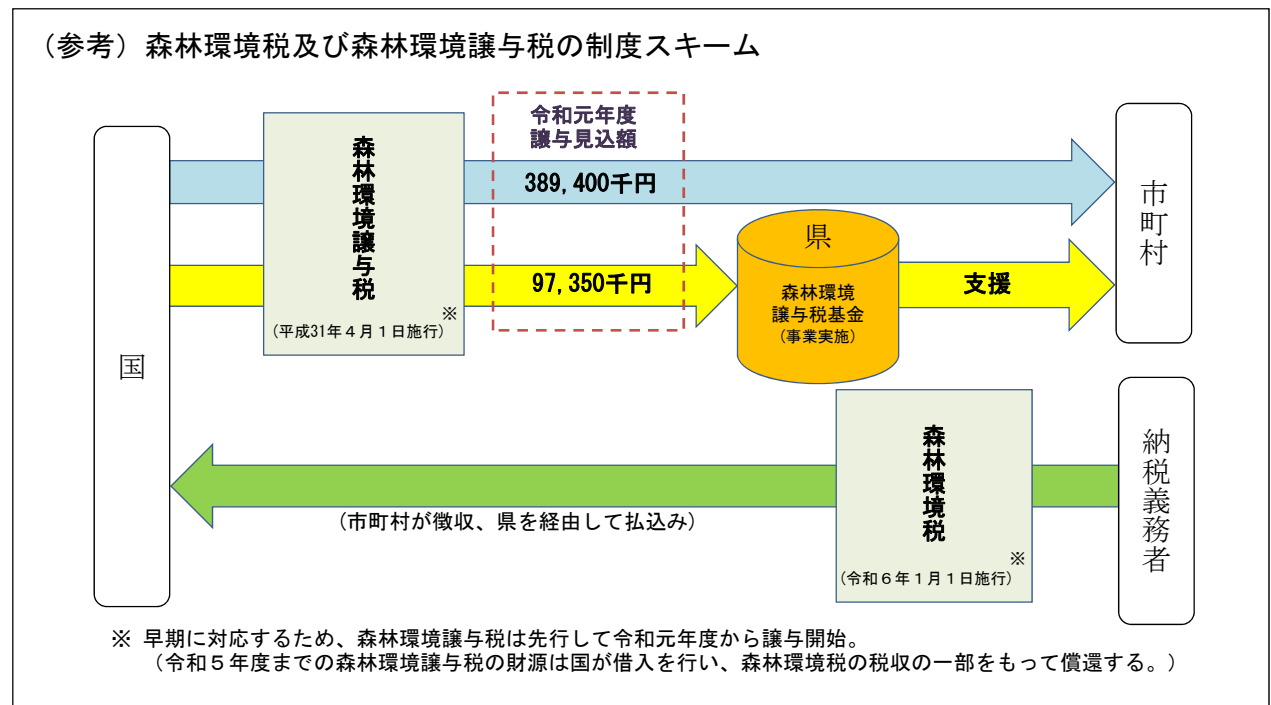 (参考)森林環境税及び森林環境譲与税の制度スキーム
国
森林環境譲与税
※
(平成31年4月1日施行)
令和元年度
譲与見込額
389,400千円
97,350千円
県
森林環境
譲与税基金
(事業実施)
支援
市町村
納税義務者
森林環境税
※
(令和6年1月1日施行)
(市町村が徴収、県を経由して払込み)
※ 早期に対応するため、森林環境譲与税は先行して令和元年度から譲与開始。
(令和5年度までの森林環境譲与税の財源は国が借入を行い、森林環境税の税収の一部をもって償還する。)